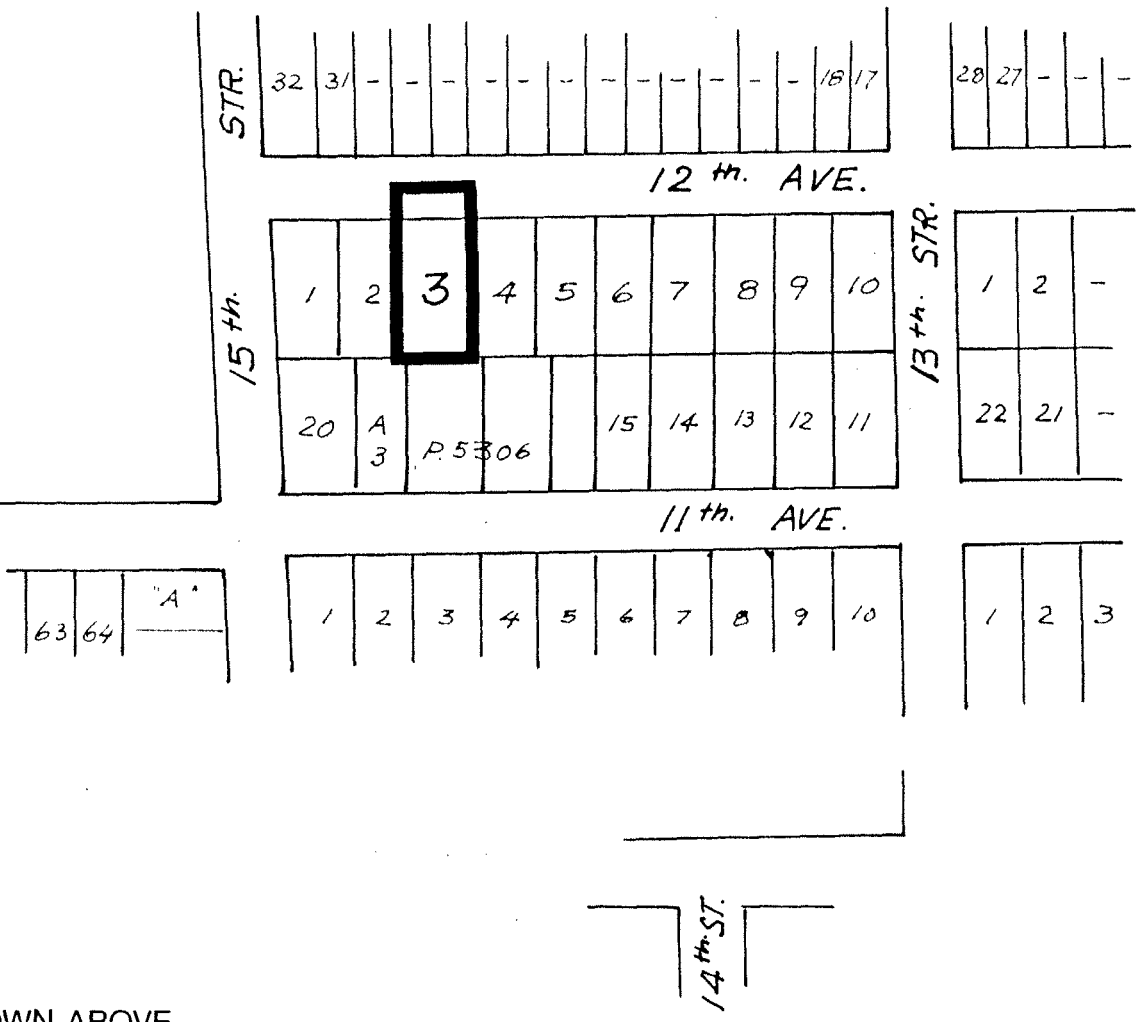 32 31 - - - - - - - - - - - - 18 17
28 27 - - -
STR.
12 th. AVE.
15 th.
1 2 3 4 5 6 7 8 9 10
13 th. STR.
1 2 -
20 A 3 P. 5306 15 14 13 12 11
22 21 -
11 th. AVE.
63 64 "A"
1 2 3 4 5 6 7 8 9 10
1 2 3
14 th. ST.
OWN ABOVE